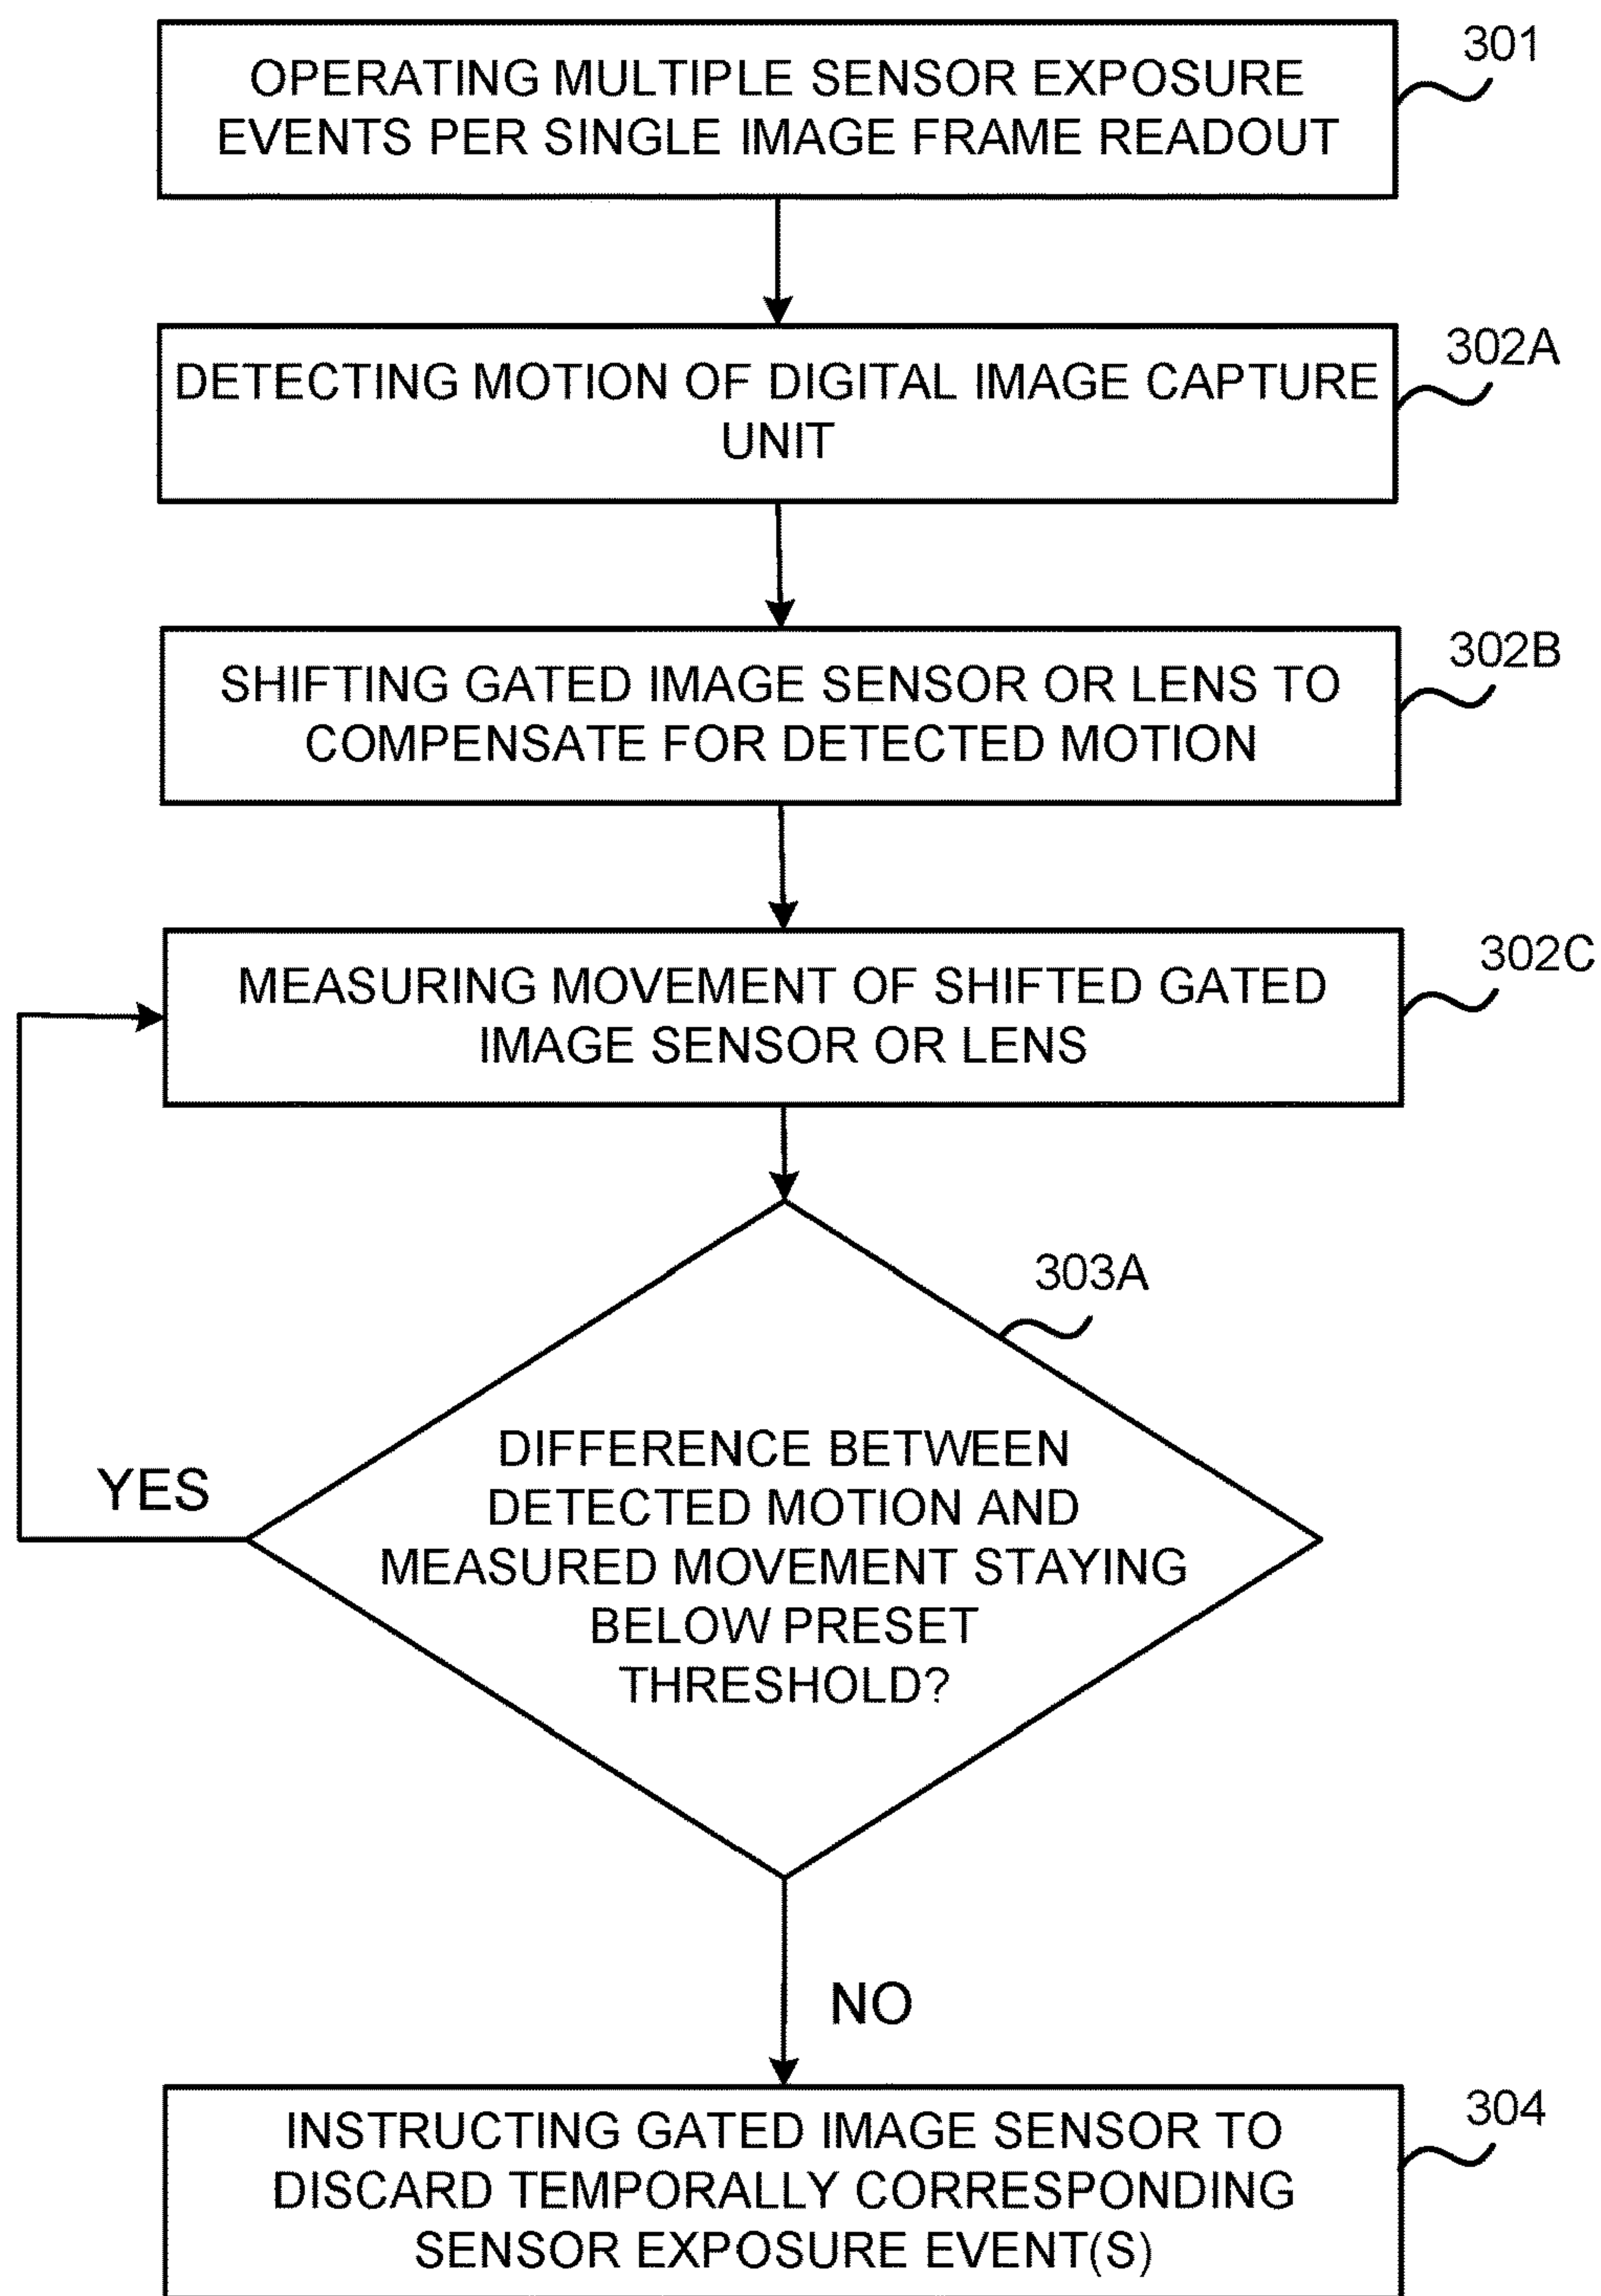 OPERATING MULTIPLE SENSOR EXPOSURE
EVENTS PER SINGLE IMAGE FRAME READOUT
301
DETECTING MOTION OF DIGITAL IMAGE CAPTURE
UNIT
302A
SHIFTING GATED IMAGE SENSOR OR LENS TO
COMPENSATE FOR DETECTED MOTION
302B
MEASURING MOVEMENT OF SHIFTED GATED
IMAGE SENSOR OR LENS
302C
303A
DIFFERENCE BETWEEN
DETECTED MOTION AND
MEASURED MOVEMENT STAYING
BELOW PRESET
THRESHOLD?
YES
NO
INSTRUCTING GATED IMAGE SENSOR TO
DISCARD TEMPORALLY CORRESPONDING
SENSOR EXPOSURE EVENT(S)
304